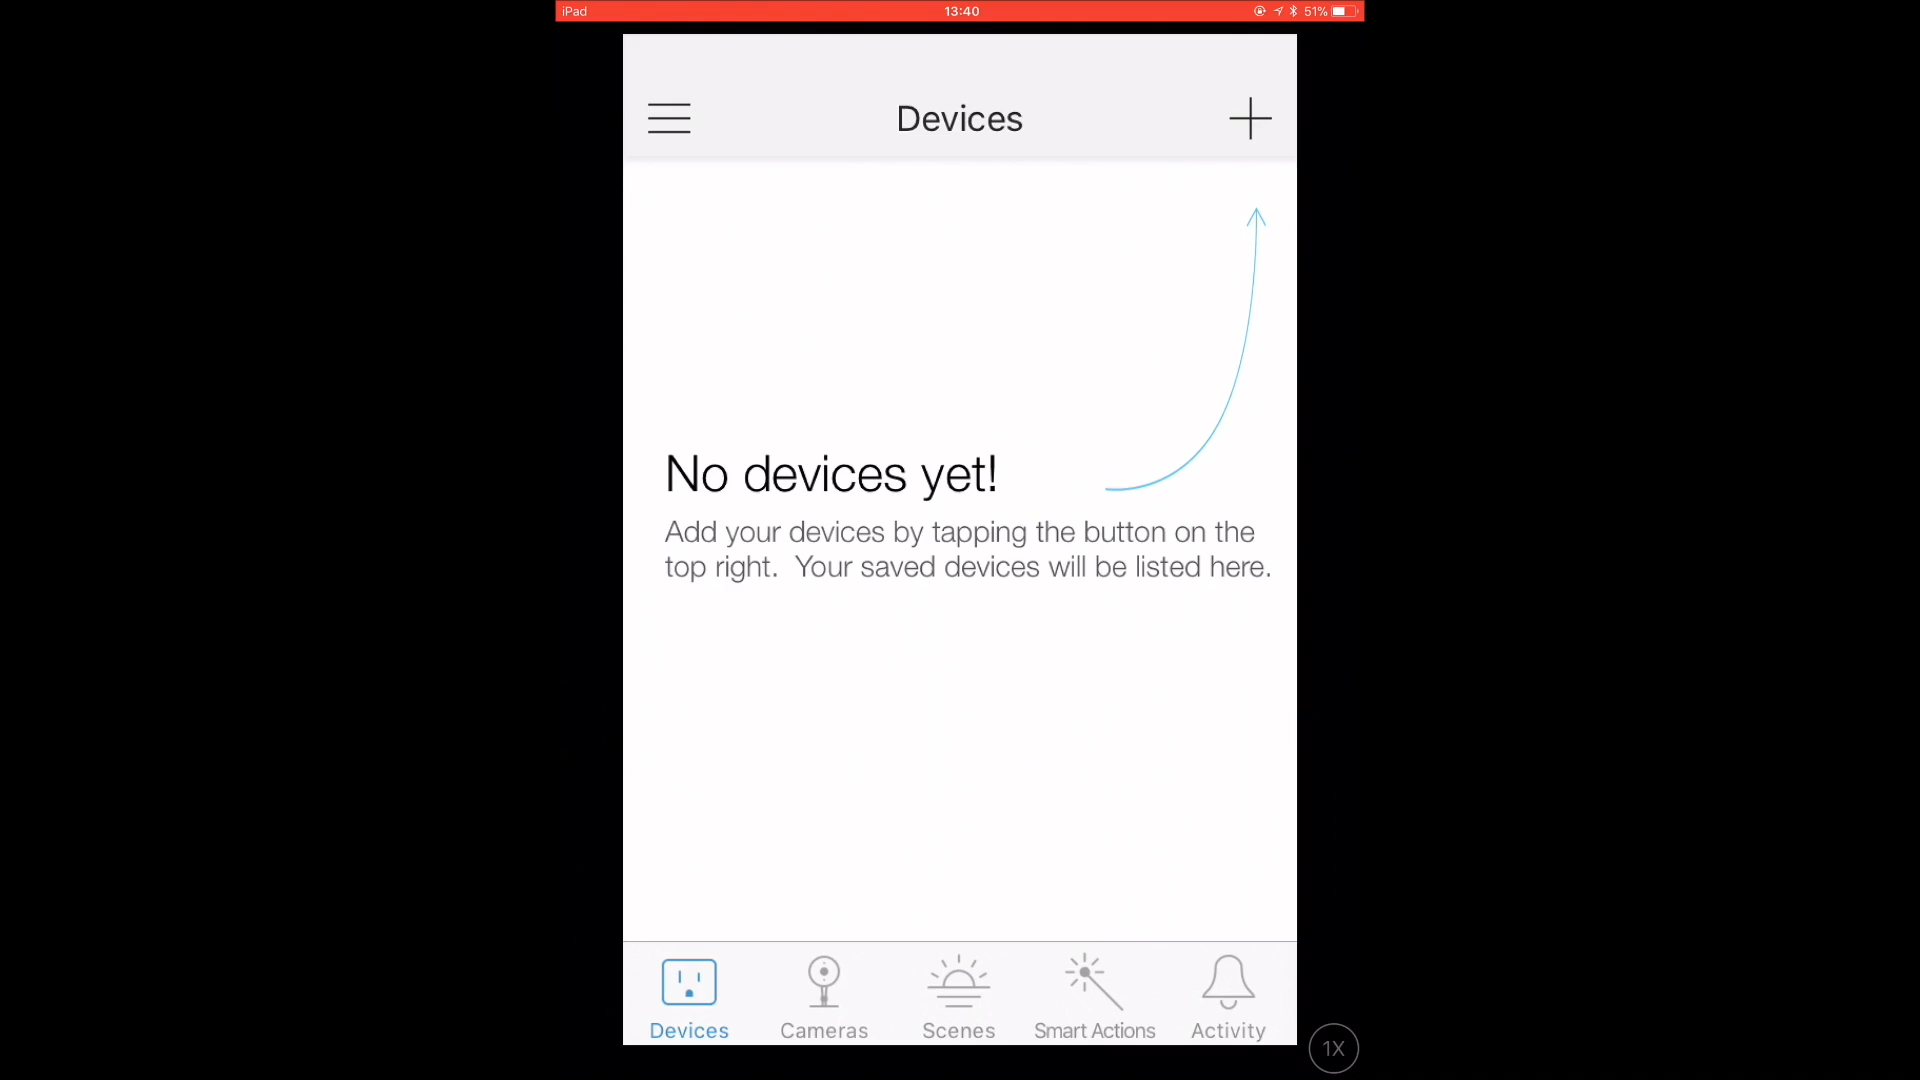 iPad
13:40
51%
Devices
No devices yet!
Add your devices by tapping the button on the
top right.  Your saved devices will be listed here.
Devices
Cameras
Scenes
Smart Actions
Activity
1X